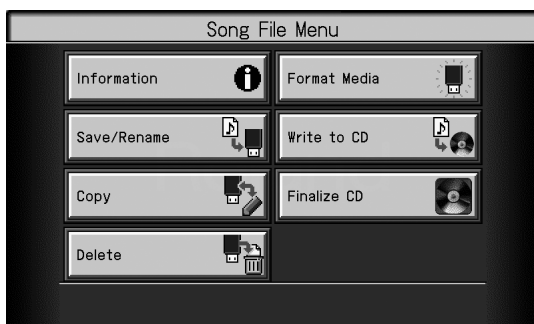 Song File Menu
Information
Format Media
Save/Rename
Write to CD
Copy
Finalize CD
Delete